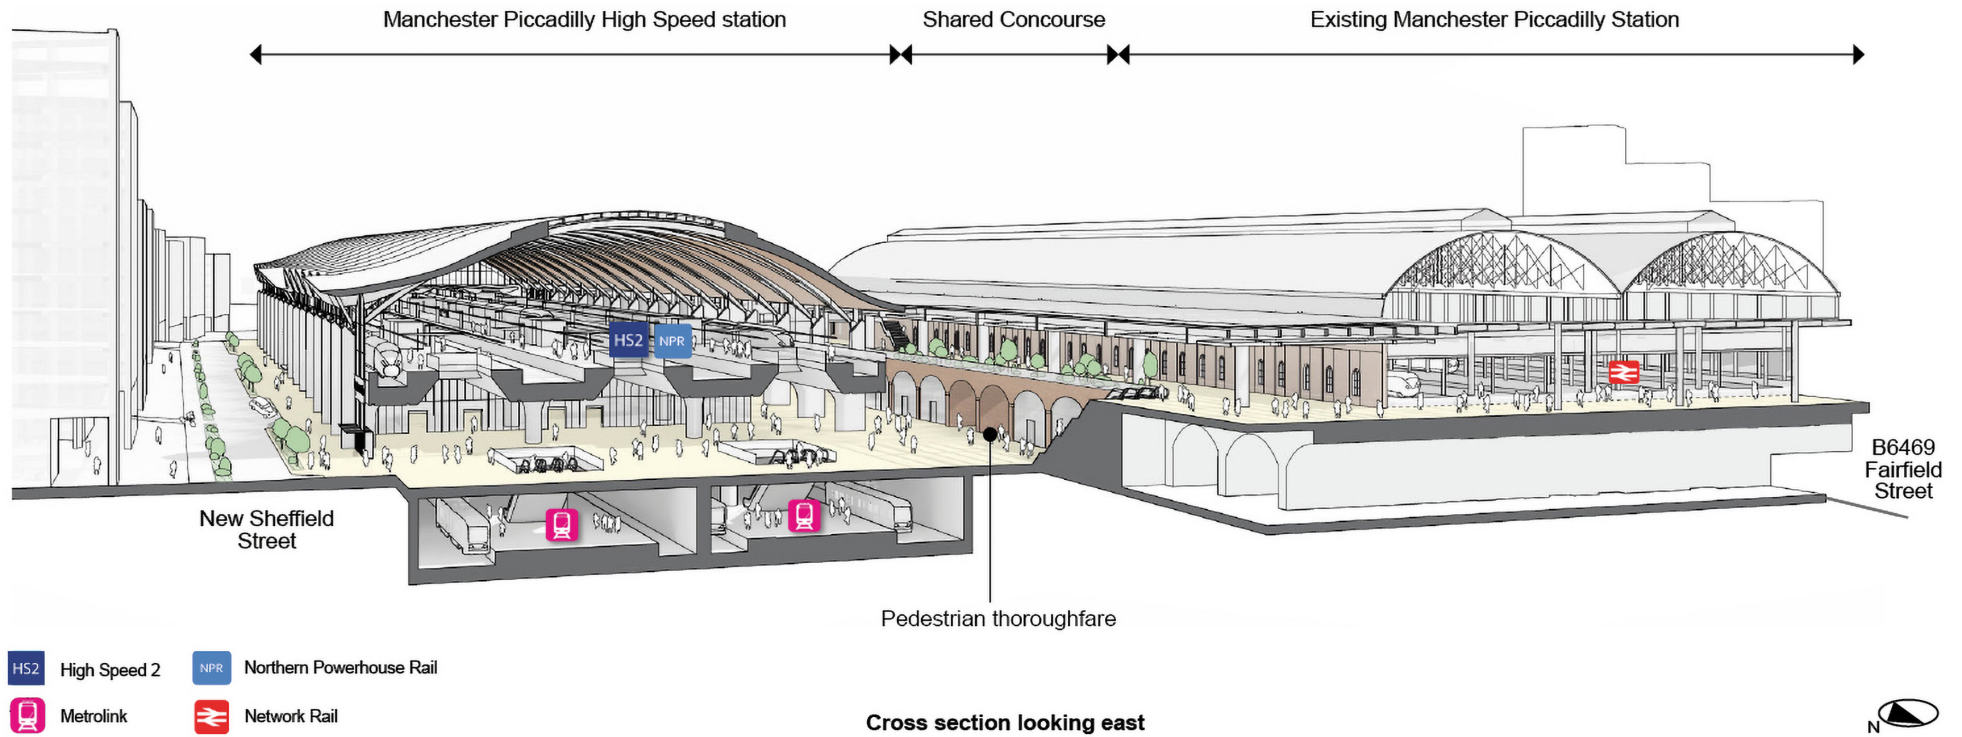 Manchester Piccadilly High Speed station
Shared Concourse
Existing Manchester Piccadilly Station
HS2
NPR
B6469
Fairfield
Street
New Sheffield
Street
Pedestrian thoroughfare
HS2 High Speed 2
NPR Northern Powerhouse Rail
Metrolink
Network Rail
Cross section looking east
N